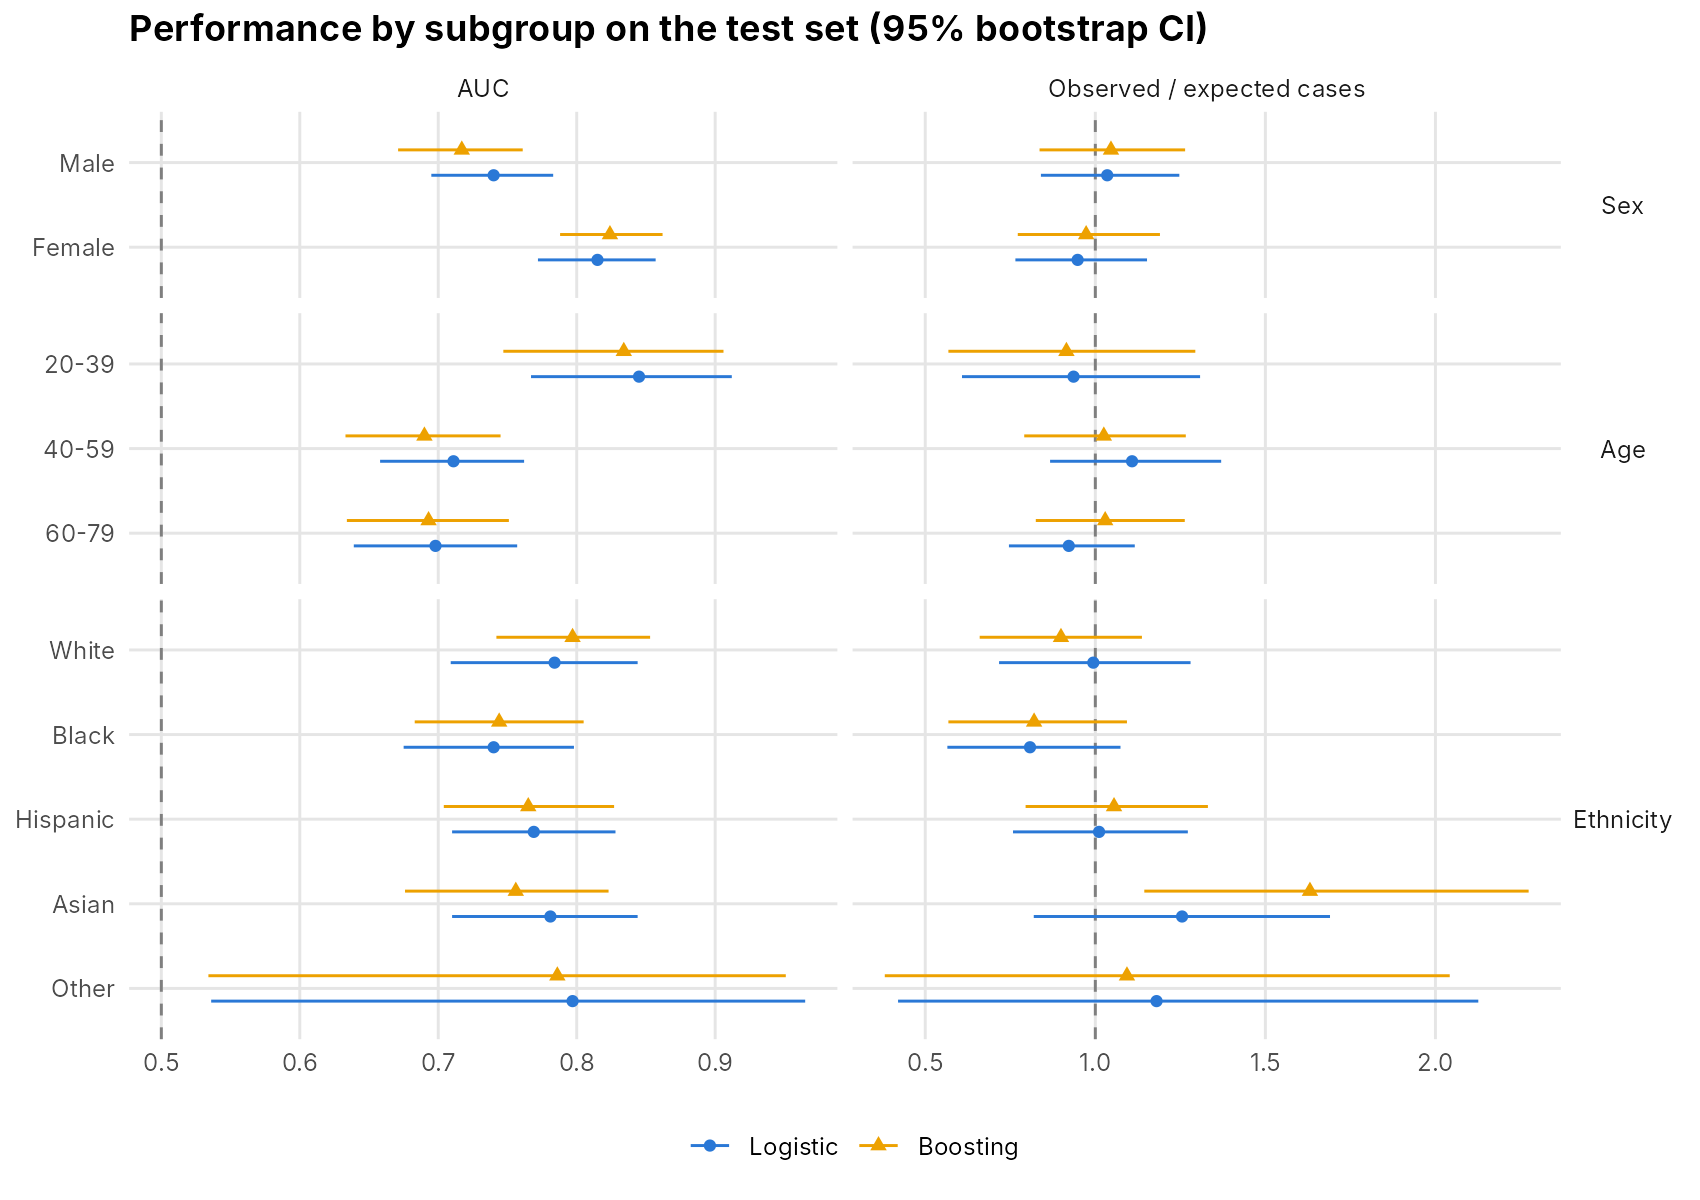 Performance by subgroup on the test set (95% bootstrap CI)
AUC
Observed / expected cases
Male
Female
Sex
20-39
40-59
60-79
Age
White
Black
Hispanic
Asian
Other
Ethnicity
0.5 0.6 0.7 0.8 0.9
0.5 1.0 1.5 2.0
Logistic Boosting